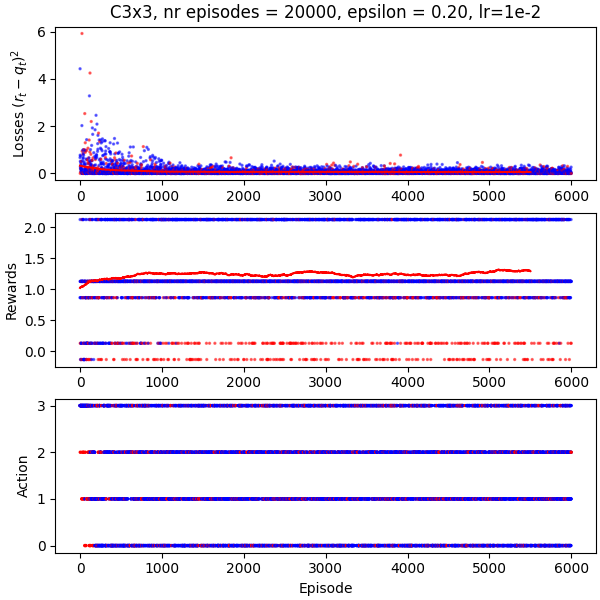 C3x3, nr episodes = 20000, epsilon = 0.20, lr=1e-2
Losses (r_t − q_t)^2
6
4
2
0
0 1000 2000 3000 4000 5000 6000
Rewards
2.0
1.5
1.0
0.5
0.0
0 1000 2000 3000 4000 5000 6000
Action
3
2
1
0
0 1000 2000 3000 4000 5000 6000
Episode